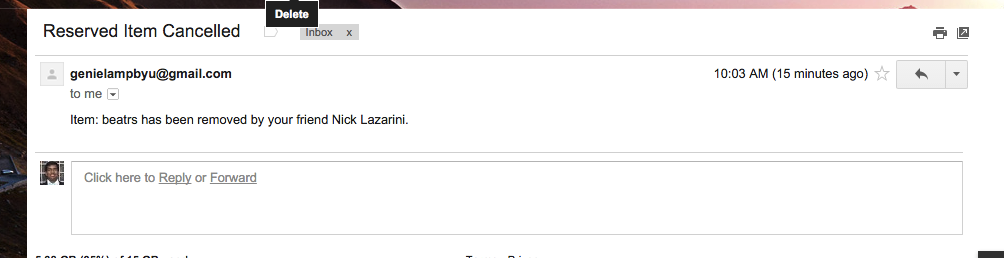 Delete
Reserved Item Cancelled
Inbox x
genielampbyu@gmail.com
10:03 AM (15 minutes ago)
to me
Item: beatrs has been removed by your friend Nick Lazarini.
Click here to Reply or Forward